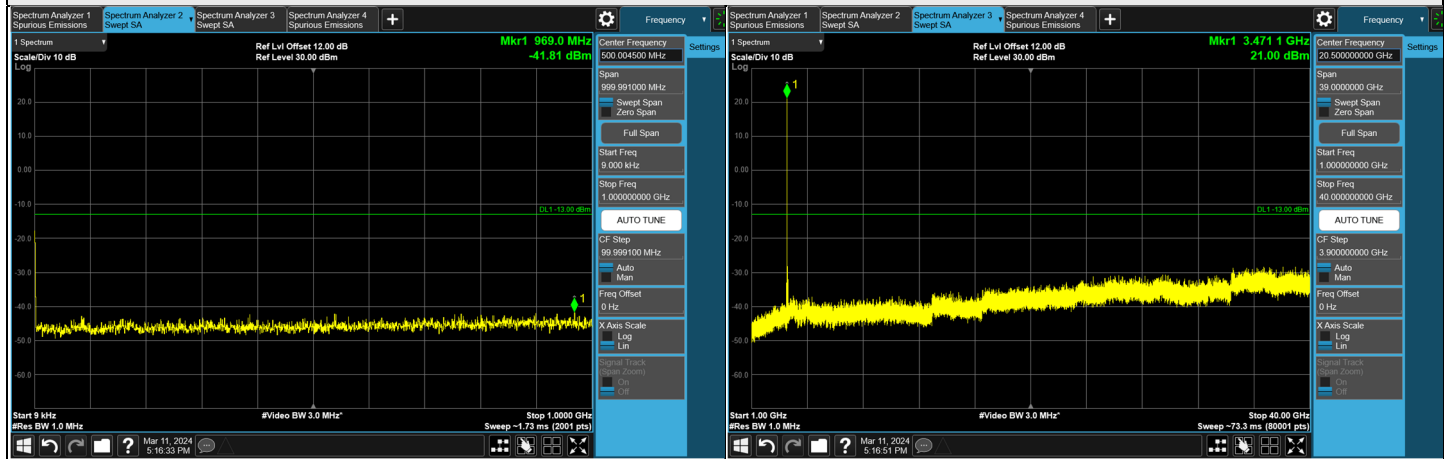 Spectrum Analyzer 1
Spurious Emissions
Spectrum Analyzer 2
Swept SA
Spectrum Analyzer 3
Swept SA
Spectrum Analyzer 4
Spurious Emissions
+
Frequency
1 Spectrum
Scale/Div 10 dB
Log
Ref Lvl Offset 12.00 dB
Ref Level 30.00 dBm
Mkr1 969.0 MHz
-41.81 dBm
20.0
10.0
0.00
-10.0
-20.0
-30.0
-40.0
-50.0
-60.0
DL1 -13.00 dBm
1
Start 9 kHz
#Res BW 1.0 MHz
#Video BW 3.0 MHz*
Stop 1.0000 GHz
Sweep ~1.73 ms (2001 pts)
Center Frequency
500.004500 MHz
Settings
Span
999.991000 MHz
Swept Span
Zero Span
Full Span
Start Freq
9.000 kHz
Stop Freq
1.000000000 GHz
AUTO TUNE
CF Step
99.999100 MHz
Auto
Man
Freq Offset
0 Hz
X Axis Scale
Log
Lin
Signal Track
(Span Zoom)
On
Off
?
Mar 11, 2024
5:16:33 PM
Spectrum Analyzer 1
Spurious Emissions
Spectrum Analyzer 2
Swept SA
Spectrum Analyzer 3
Swept SA
Spectrum Analyzer 4
Spurious Emissions
+
Frequency
1 Spectrum
Scale/Div 10 dB
Log
Ref Lvl Offset 12.00 dB
Ref Level 30.00 dBm
Mkr1 3.471 1 GHz
21.00 dBm
20.0
10.0
0.00
-10.0
-20.0
-30.0
-40.0
-50.0
-60.0
DL1 -13.00 dBm
1
Start 1.00 GHz
#Res BW 1.0 MHz
#Video BW 3.0 MHz*
Stop 40.00 GHz
Sweep ~73.3 ms (80001 pts)
Center Frequency
20.50000000 GHz
Settings
Span
39.0000000 GHz
Swept Span
Zero Span
Full Span
Start Freq
1.000000000 GHz
Stop Freq
40.000000000 GHz
AUTO TUNE
CF Step
3.900000000 GHz
Auto
Man
Freq Offset
0 Hz
X Axis Scale
Log
Lin
Signal Track
(Span Zoom)
On
Off
?
Mar 11, 2024
5:16:51 PM